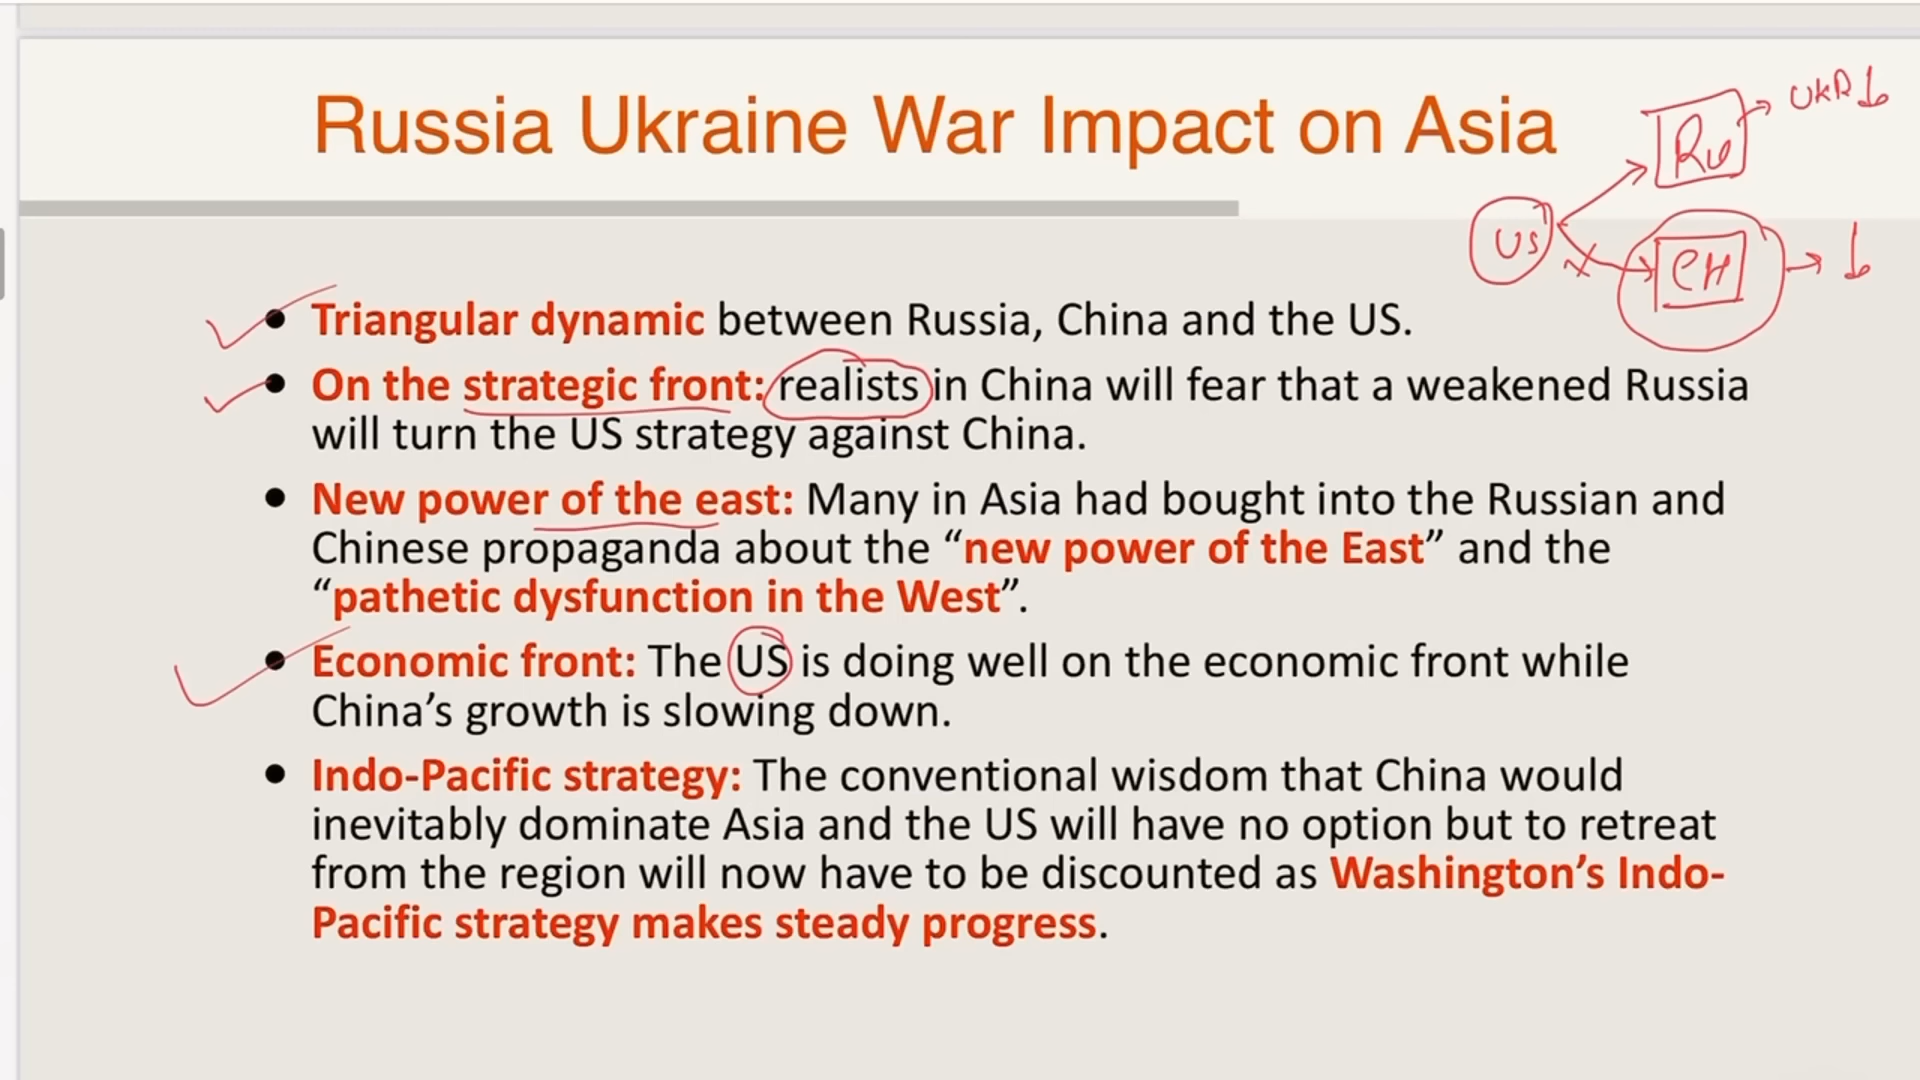 Russia Ukraine War Impact on Asia
UKR
Ru
US
CH
• Triangular dynamic between Russia, China and the US.
• On the strategic front: realists in China will fear that a weakened Russia
will turn the US strategy against China.
• New power of the east: Many in Asia had bought into the Russian and
Chinese propaganda about the “new power of the East” and the
“pathetic dysfunction in the West”.
• Economic front: The US is doing well on the economic front while
China’s growth is slowing down.
• Indo-Pacific strategy: The conventional wisdom that China would
inevitably dominate Asia and the US will have no option but to retreat
from the region will now have to be discounted as Washington’s Indo-
Pacific strategy makes steady progress.